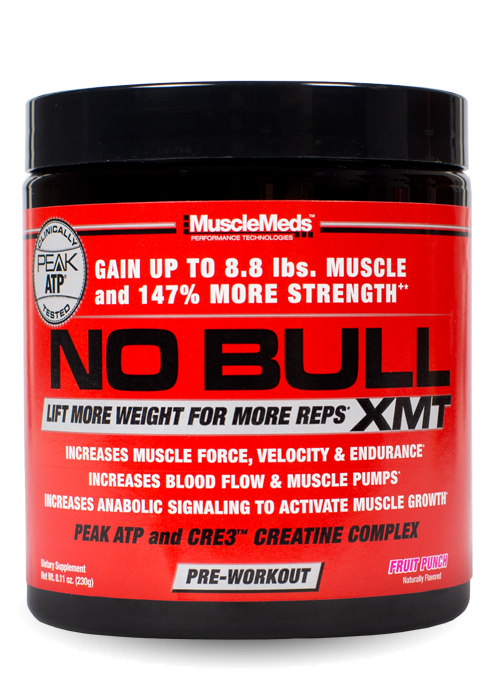 MuscleMeds™
PERFORMANCE TECHNOLOGIES
CLINICALLY
PEAK
ATP®
TESTED
GAIN UP TO 8.8 lbs. MUSCLE
and 147% MORE STRENGTH†*
NO BULL
LIFT MORE WEIGHT FOR MORE REPS* XMT
INCREASES MUSCLE FORCE, VELOCITY & ENDURANCE*
INCREASES BLOOD FLOW & MUSCLE PUMPS*
INCREASES ANABOLIC SIGNALING TO ACTIVATE MUSCLE GROWTH*
PEAK ATP and CRE3™ CREATINE COMPLEX
Dietary Supplement
Net Wt. 8.11 oz. (230g)
PRE-WORKOUT
FRUIT PUNCH
Naturally Flavored